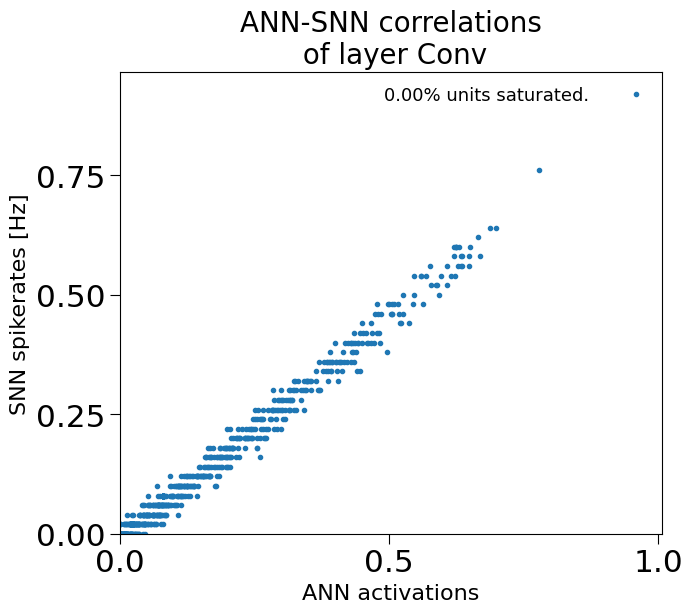 ANN-SNN correlations
of layer Conv
0.00% units saturated.
0.75
0.50
0.25
0.00
SNN spikerates [Hz]
0.0
0.5
1.0
ANN activations